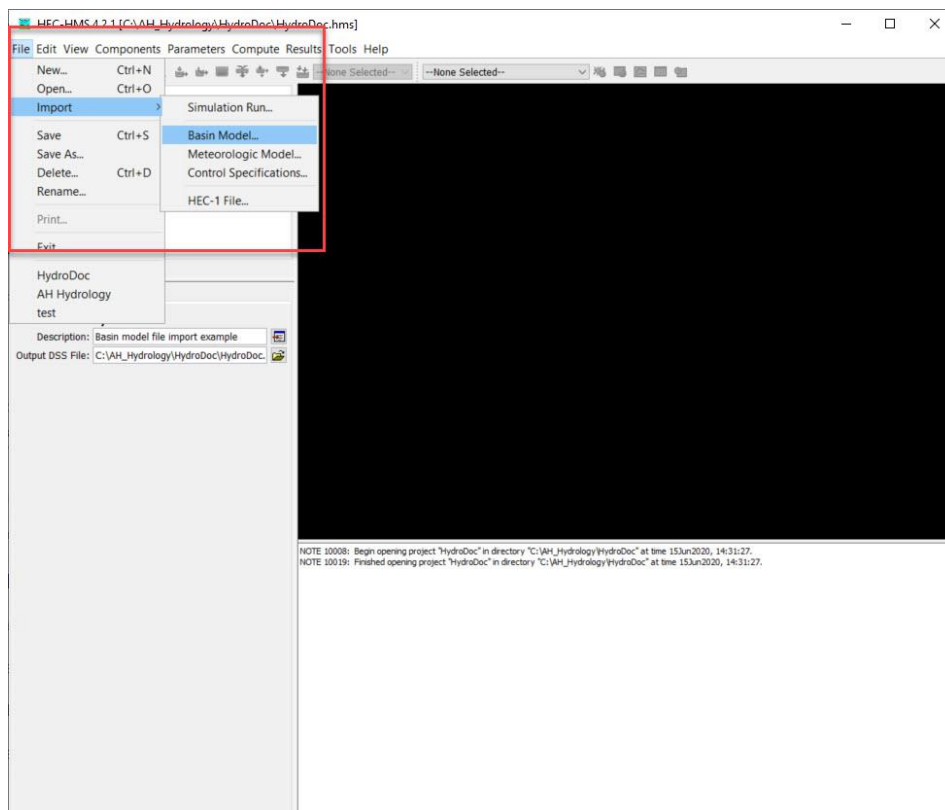 HEC-HMS 4.2.1 [C:\AH_Hydrology\HydroDoc\HydroDoc.hms]
File Edit View Components Parameters Compute Results Tools Help
New... Ctrl+N
--None Selected-- --None Selected--
Open... Ctrl+O
Import
Simulation Run...
Save Ctrl+S
Basin Model...
Save As...
Meteorologic Model...
Delete... Ctrl+D
Control Specifications...
Rename...
HEC-1 File...
Print...
Exit
HydroDoc
AH Hydrology
test
Description: Basin model file import example
Output DSS File: C:\AH_Hydrology\HydroDoc\HydroDoc.
NOTE 10008: Begin opening project "HydroDoc" in directory "C:\AH_Hydrology\HydroDoc" at time 15Jun2020, 14:31:27.
NOTE 10019: Finished opening project "HydroDoc" in directory "C:\AH_Hydrology\HydroDoc" at time 15Jun2020, 14:31:27.